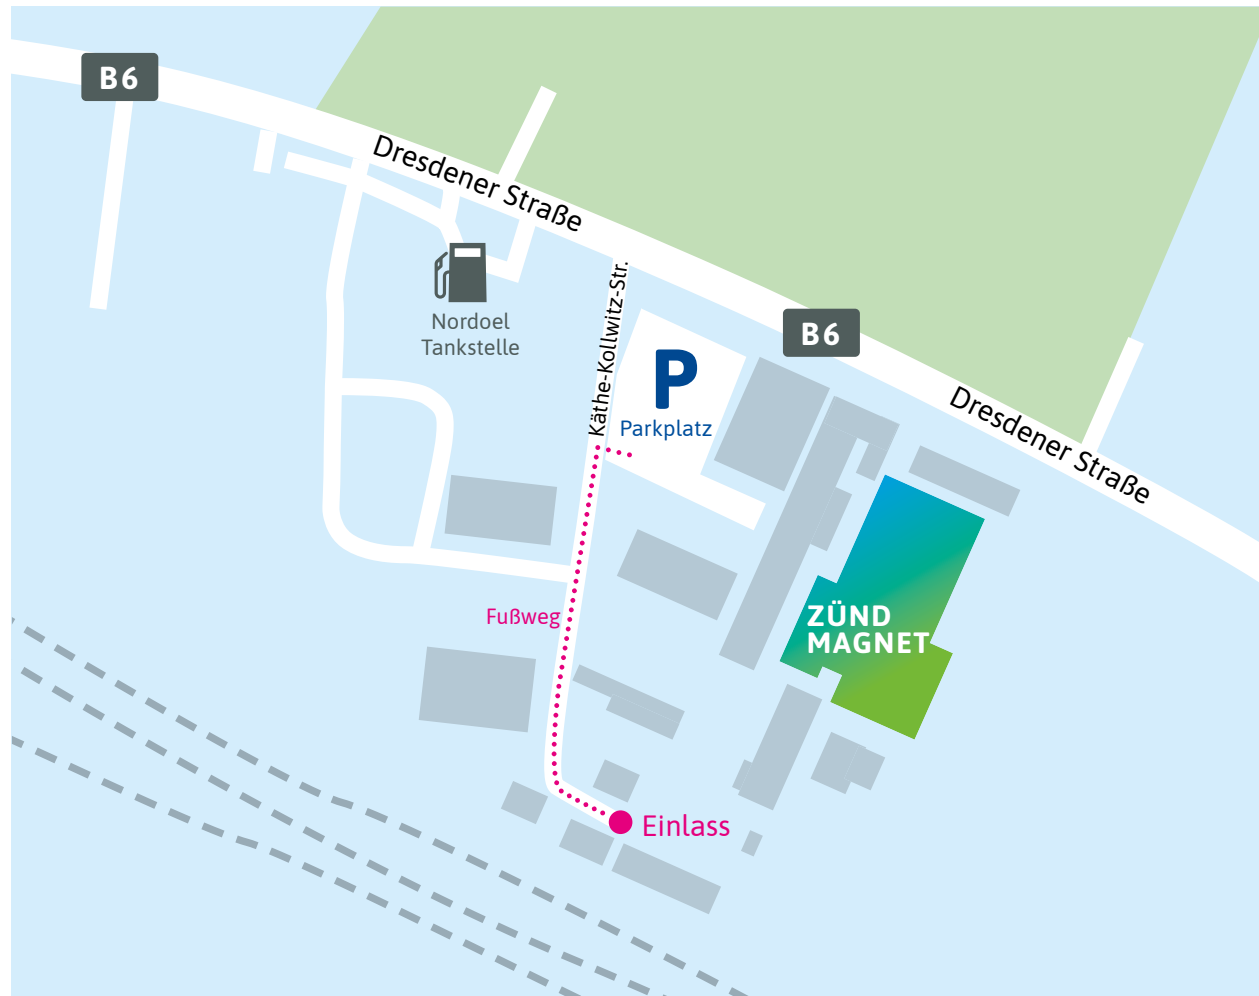 B6
Dresdener Straße
Nordoel
Tankstelle
Käthe-Kollwitz-Str.
P
Parkplatz
B6
Dresdener Straße
Fußweg
ZÜND
MAGNET
Einlass